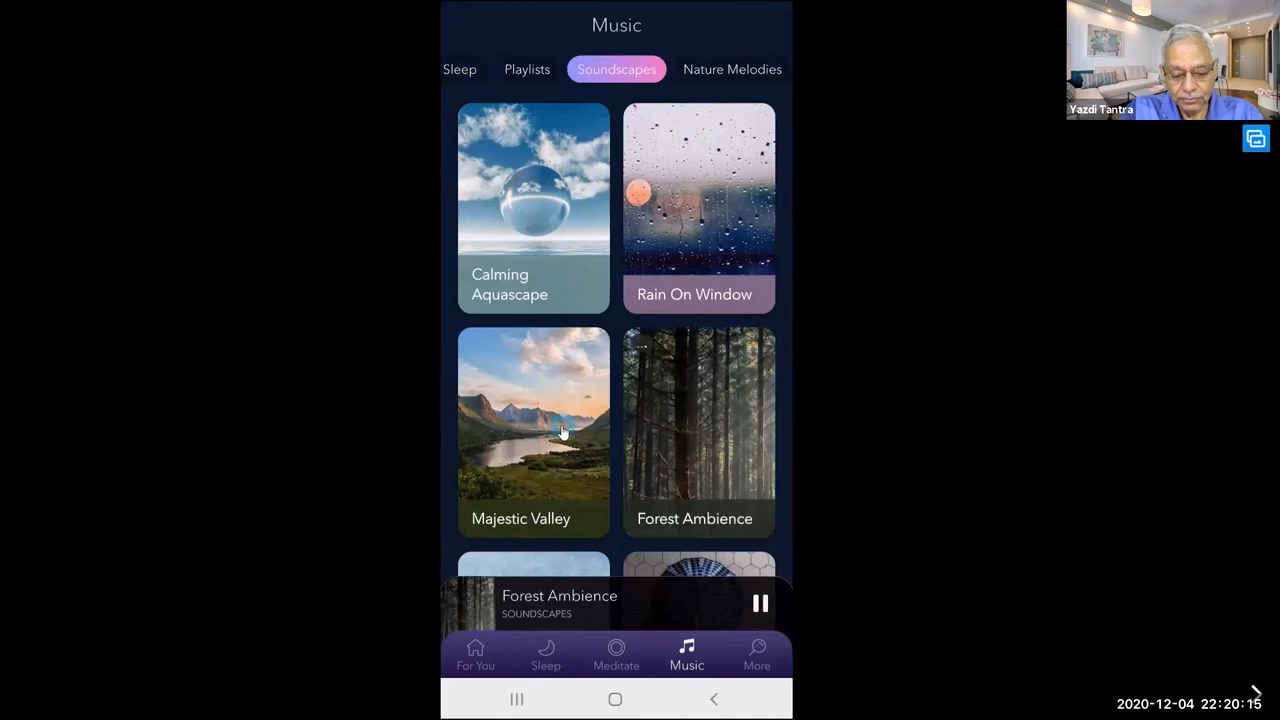 Music
Sleep
Playlists
Soundscapes
Nature Melodies
Calming
Aquascape
Rain On Window
Majestic Valley
Forest Ambience
Forest Ambience
SOUNDSCAPES
For You
Sleep
Meditate
Music
More
Yazdi Tantra
2020-12-04 22:20:15